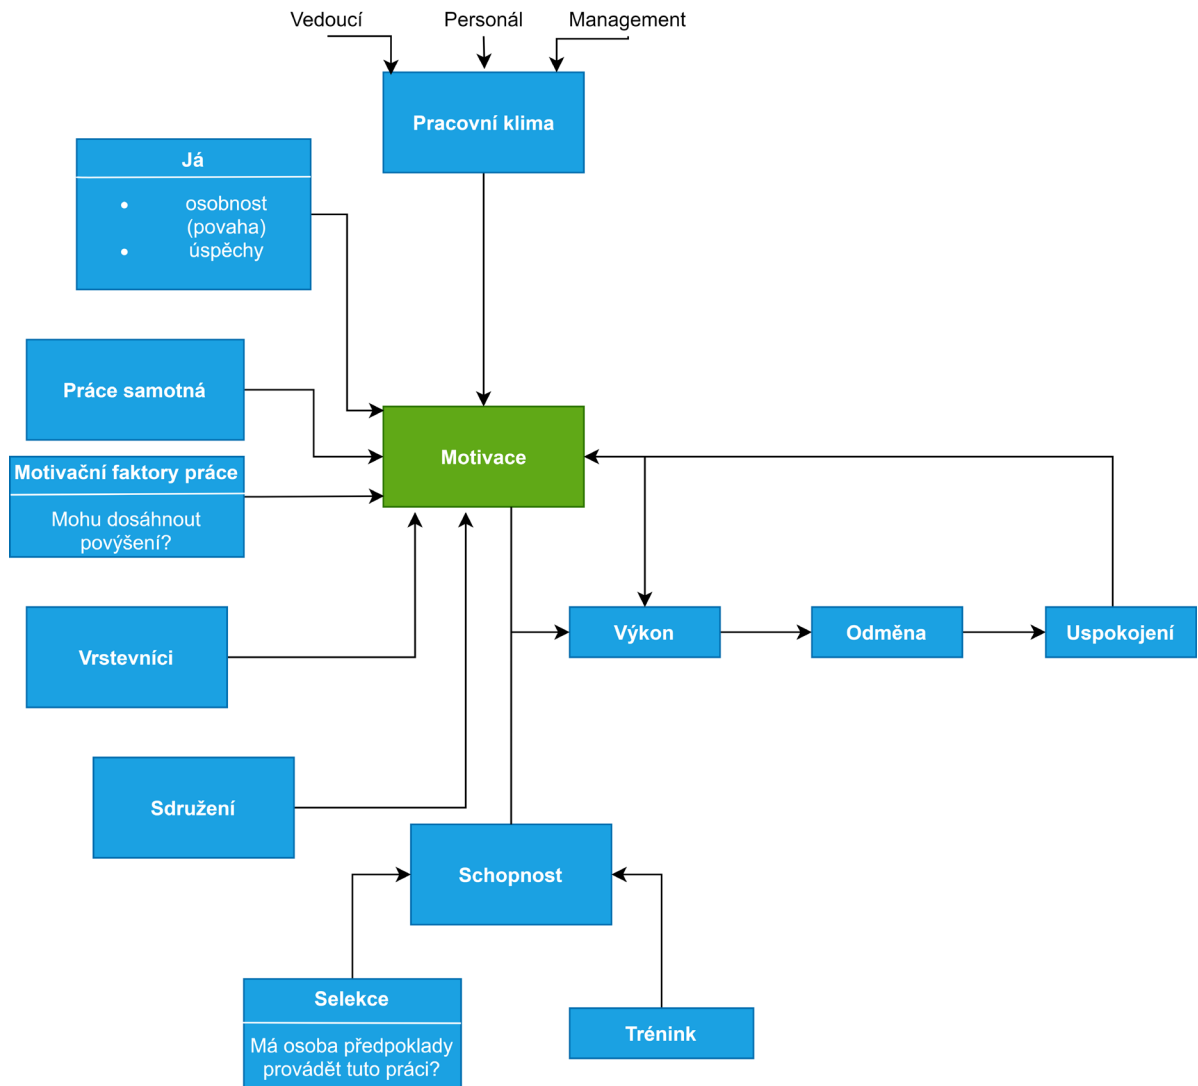 Vedoucí
Personál
Management
Pracovní klima
Já
osobnost
(povaha)
úspěchy
Práce samotná
Motivace
Motivační faktory práce
Mohu dosáhnout
povýšení?
Vrstevníci
Výkon
Odměna
Uspokojení
Sdružení
Schopnost
Selekce
Má osoba předpoklady
provádět tuto práci?
Trénink